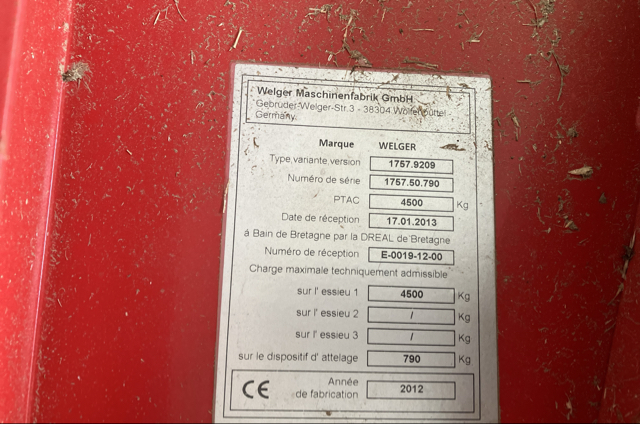 Welger Maschinenfabrik GmbH
Gebrüder-Welger-Str.3 - 38304 Wolfenbüttel
Germany
Marque WELGER
Type,variante,version 1757.9209
Numéro de série 1757.50.790
PTAC 4500 Kg
Date de réception 17.01.2013
à Bain de Bretagne par la DREAL de Bretagne
Numéro de réception E-0019-12-00
Charge maximale techniquement admissible
sur l' essieu 1 4500 Kg
sur l' essieu 2 / Kg
sur l' essieu 3 / Kg
sur le dispositif d' attelage 790 Kg
CE Année
de fabrication 2012